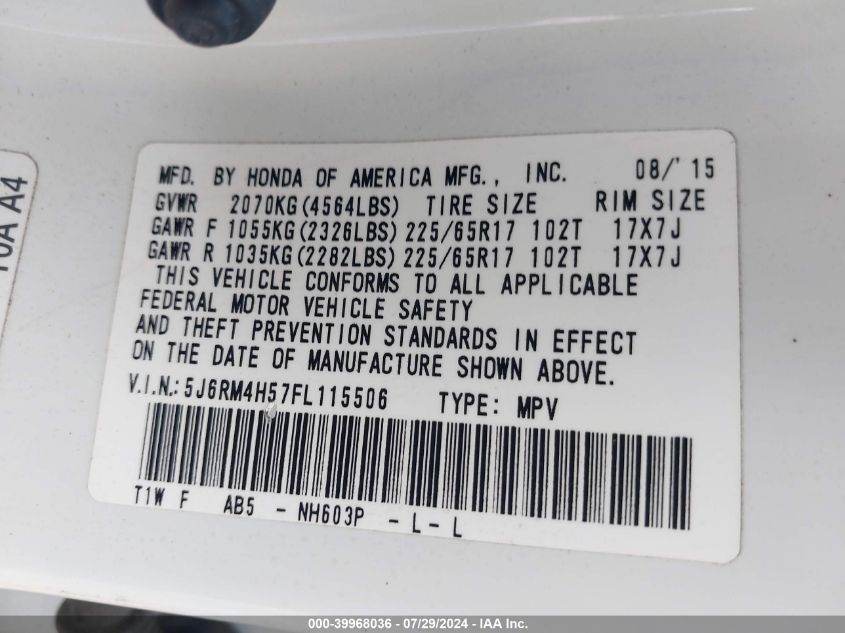 MFD. BY HONDA OF AMERICA MFG., INC. 08/'15
GVWR 2070KG(4564LBS) TIRE SIZE RIM SIZE
GAWR F 1055KG(2326LBS) 225/65R17 102T 17X7J
GAWR R 1035KG(2282LBS) 225/65R17 102T 17X7J
THIS VEHICLE CONFORMS TO ALL APPLICABLE
FEDERAL MOTOR VEHICLE SAFETY
AND THEFT PREVENTION STANDARDS IN EFFECT
ON THE DATE OF MANUFACTURE SHOWN ABOVE.
V.I.N.: 5J6RM4H57FL115506 TYPE: MPV
T1W F AB5 - NH603P - L - L
10A A4
000-39968036 - 07/29/2024 - IAA Inc.